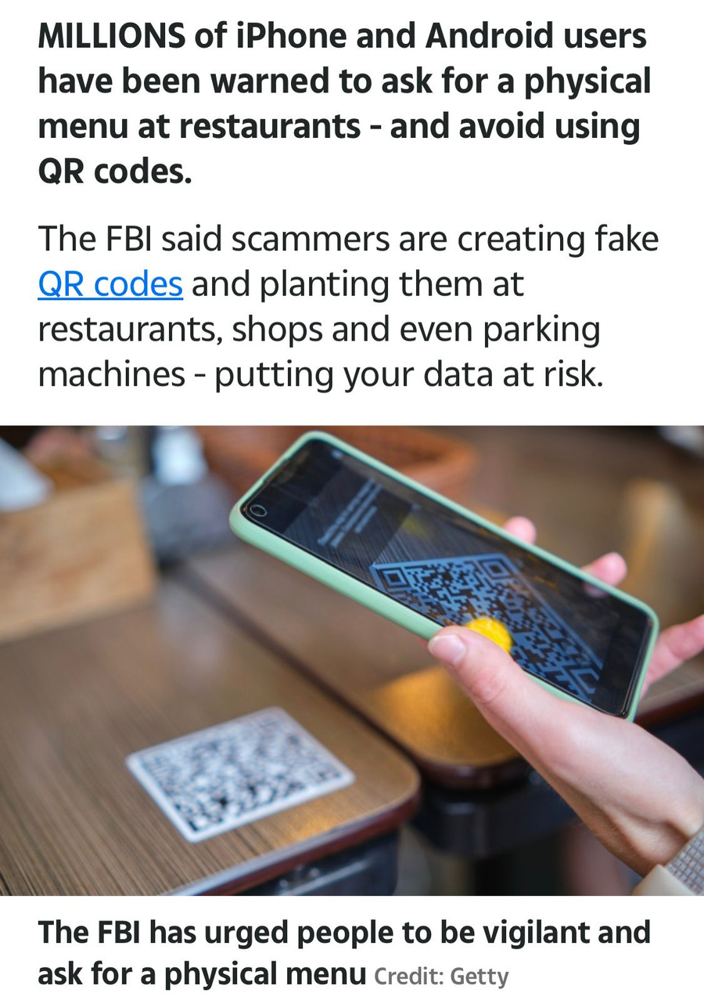 MILLIONS of iPhone and Android users
have been warned to ask for a physical
menu at restaurants - and avoid using
QR codes.
The FBI said scammers are creating fake
QR codes and planting them at
restaurants, shops and even parking
machines - putting your data at risk.
The FBI has urged people to be vigilant and
ask for a physical menu Credit: Getty